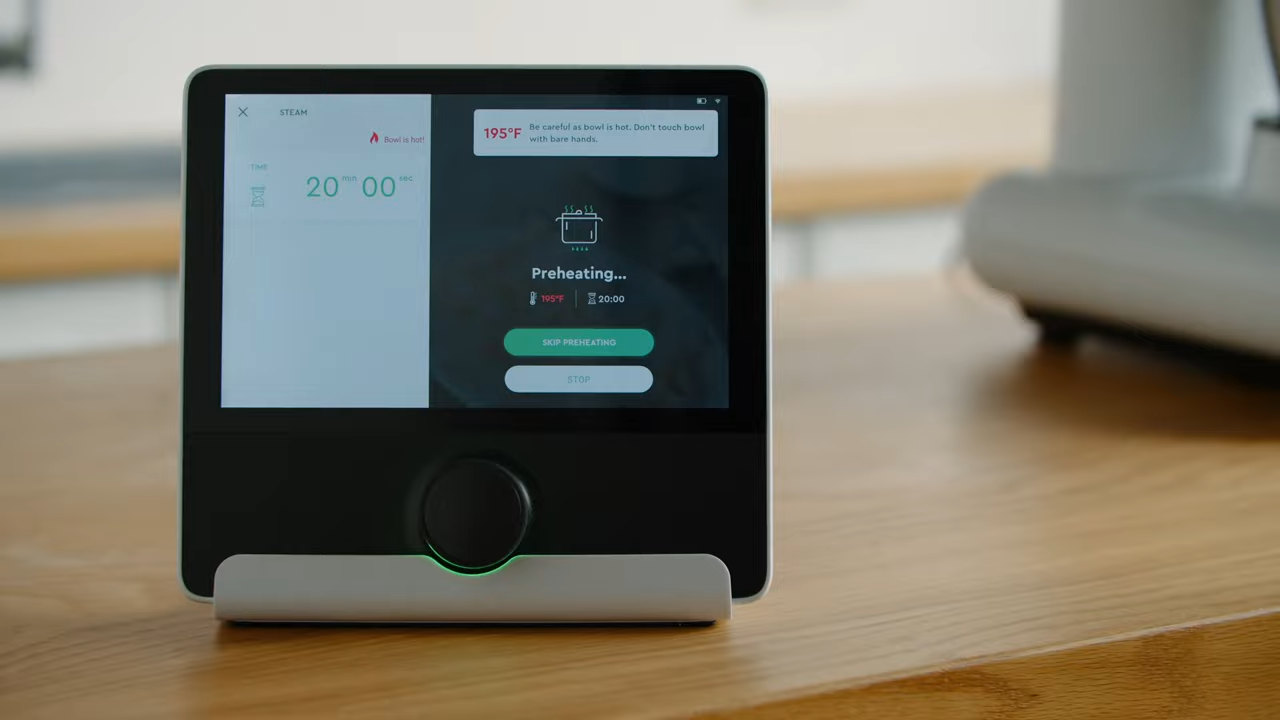 STEAM
Bowl is hot!
TIME
20 min 00 sec
195°F
Be careful as bowl is hot. Don't touch bowl
with bare hands.
Preheating...
195°F
20:00
SKIP PREHEATING
STOP